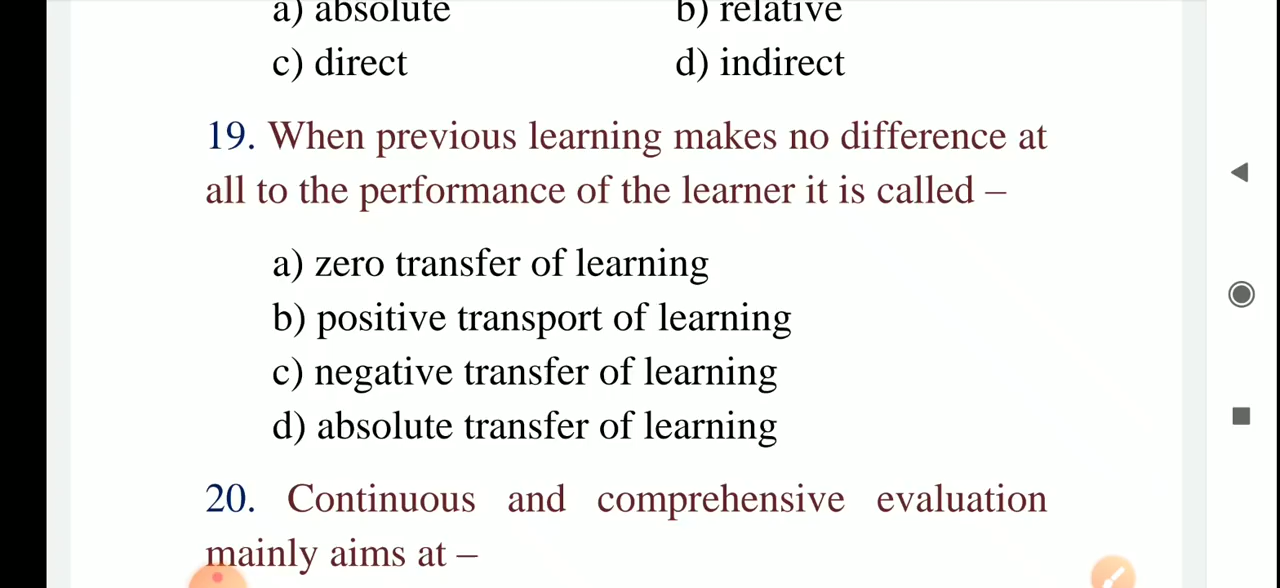 a) absolute b) relative
c) direct d) indirect
19. When previous learning makes no difference at
all to the performance of the learner it is called –
a) zero transfer of learning
b) positive transport of learning
c) negative transfer of learning
d) absolute transfer of learning
20. Continuous and comprehensive evaluation
mainly aims at –